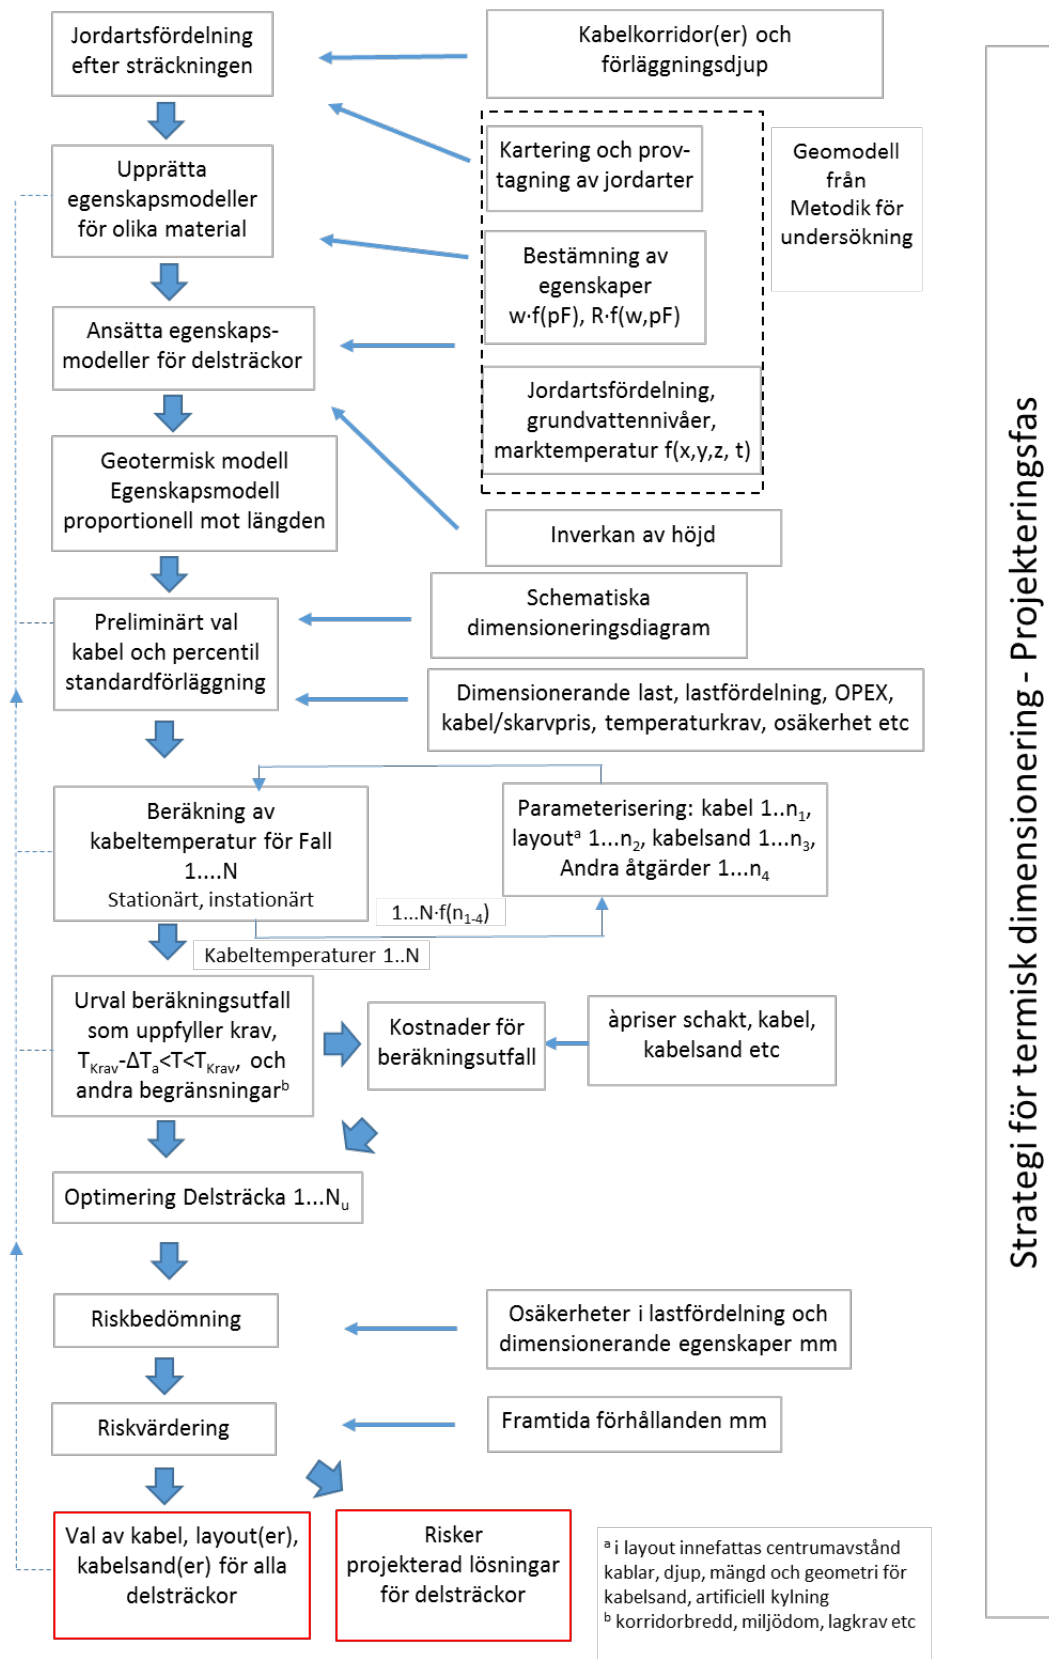 Jordartsfördelning
efter sträckningen
Kabelkorridor(er) och
förläggningsdjup
Kartering och prov-
tagning av jordarter
Geomodell
från
Metodik för
undersökning
Upprätta
egenskapsmodeller
för olika material
Bestämning av
egenskaper
w·f(pF), R·f(w,pF)
Ansätta egenskaps-
modeller för delsträckor
Jordartsfördelning,
grundvattennivåer,
marktemperatur f(x,y,z, t)
Geotermisk modell
Egenskapsmodell
proportionell mot längden
Inverkan av höjd
Preliminärt val
kabel och percentil
standardförläggning
Schematiska
dimensioneringsdiagram
Dimensionerande last, lastfördelning, OPEX,
kabel/skarvpris, temperaturkrav, osäkerhet etc
Beräkning av
kabeltemperatur för Fall
1....N
Stationärt, instationärt
Parameterisering: kabel 1..n1,
layouta 1...n2, kabelsand 1...n3,
Andra åtgärder 1...n4
1...N·f(n1-4)
Kabeltemperaturer 1..N
Urval beräkningsutfall
som uppfyller krav,
TKrav-ΔTa<T<TKrav, och
andra begränsningarb
Kostnader för
beräkningsutfall
àpriser schakt, kabel,
kabelsand etc
Optimering Delsträcka 1...Nu
Riskbedömning
Osäkerheter i lastfördelning och
dimensionerande egenskaper mm
Riskvärdering
Framtida förhållanden mm
Val av kabel, layout(er),
kabelsand(er) för alla
delsträckor
Risker
projekterad lösningar
för delsträckor
a i layout innefattas centrumavstånd
kablar, djup, mängd och geometri för
kabelsand, artificiell kylning
b korridorbredd, miljödom, lagkrav etc
Strategi för termisk dimensionering - Projekteringsfas